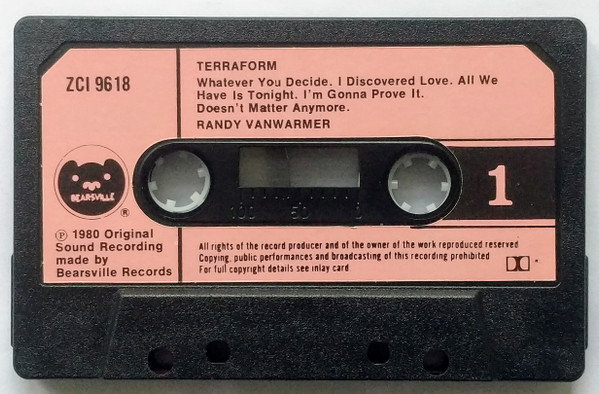 ZCI 9618
TERRAFORM
Whatever You Decide. I Discovered Love. All We
Have Is Tonight. I'm Gonna Prove It.
Doesn't Matter Anymore.
RANDY VANWARMER
BEARSVILLE
®
1
100 50 0
℗ 1980 Original
Sound Recording
made by
Bearsville Records
All rights of the record producer and of the owner of the work reproduced reserved
Copying, public performances and broadcasting of this recording prohibited
For full copyright details see inlay card.